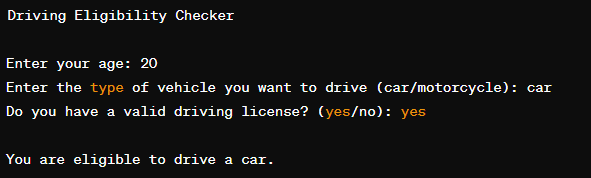 Driving Eligibility Checker
Enter your age: 20
Enter the type of vehicle you want to drive (car/motorcycle): car
Do you have a valid driving license? (yes/no): yes
You are eligible to drive a car.